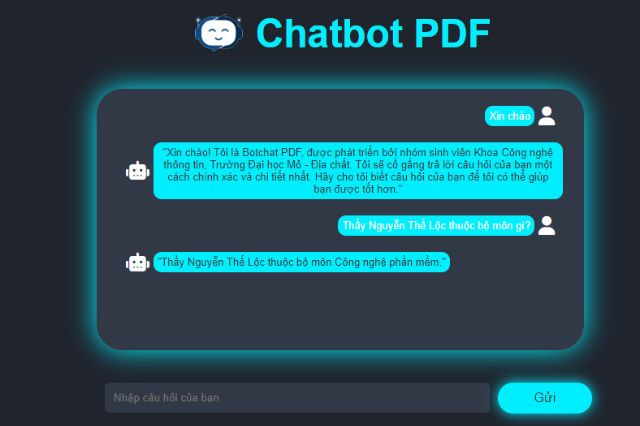 Chatbot PDF
Xin chào
"Xin chào! Tôi là Botchat PDF, được phát triển bởi nhóm sinh viên Khoa Công nghệ
thông tin, Trường Đại học Mỏ - Địa chất. Tôi sẽ cố gắng trả lời câu hỏi của bạn một
cách chính xác và chi tiết nhất. Hãy cho tôi biết câu hỏi của bạn để tôi có thể giúp
bạn được tốt hơn."
Thầy Nguyễn Thế Lộc thuộc bộ môn gì?
"Thầy Nguyễn Thế Lộc thuộc bộ môn Công nghệ phần mềm."
Nhập câu hỏi của bạn
Gửi